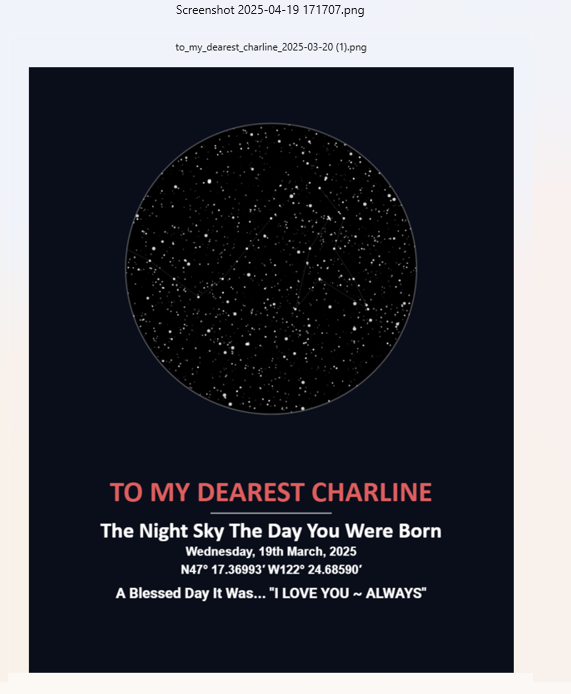 Screenshot 2025-04-19 171707.png
to_my_dearest_charline_2025-03-20 (1).png
TO MY DEAREST CHARLINE
The Night Sky The Day You Were Born
Wednesday, 19th March, 2025
N47° 17.36993′ W122° 24.68590′
A Blessed Day It Was... "I LOVE YOU ~ ALWAYS"